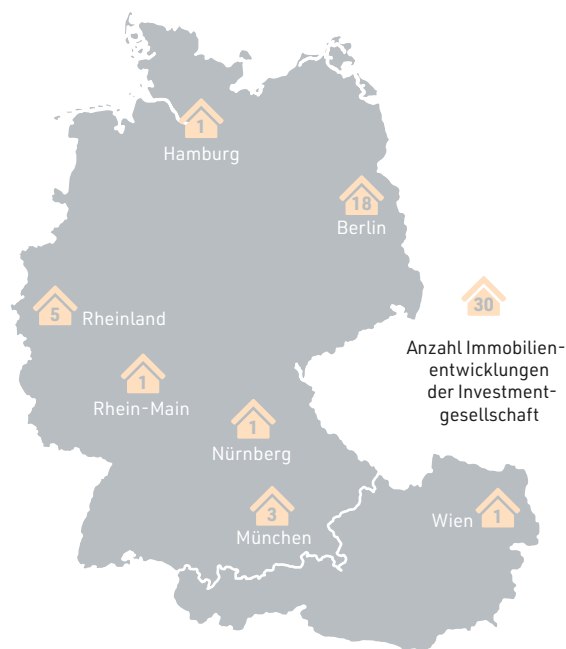 1
Hamburg
18
Berlin
5
Rheinland
30
Anzahl Immobilien-
entwicklungen
der Investment-
gesellschaft
1
Rhein-Main
1
Nürnberg
3
München
Wien
1